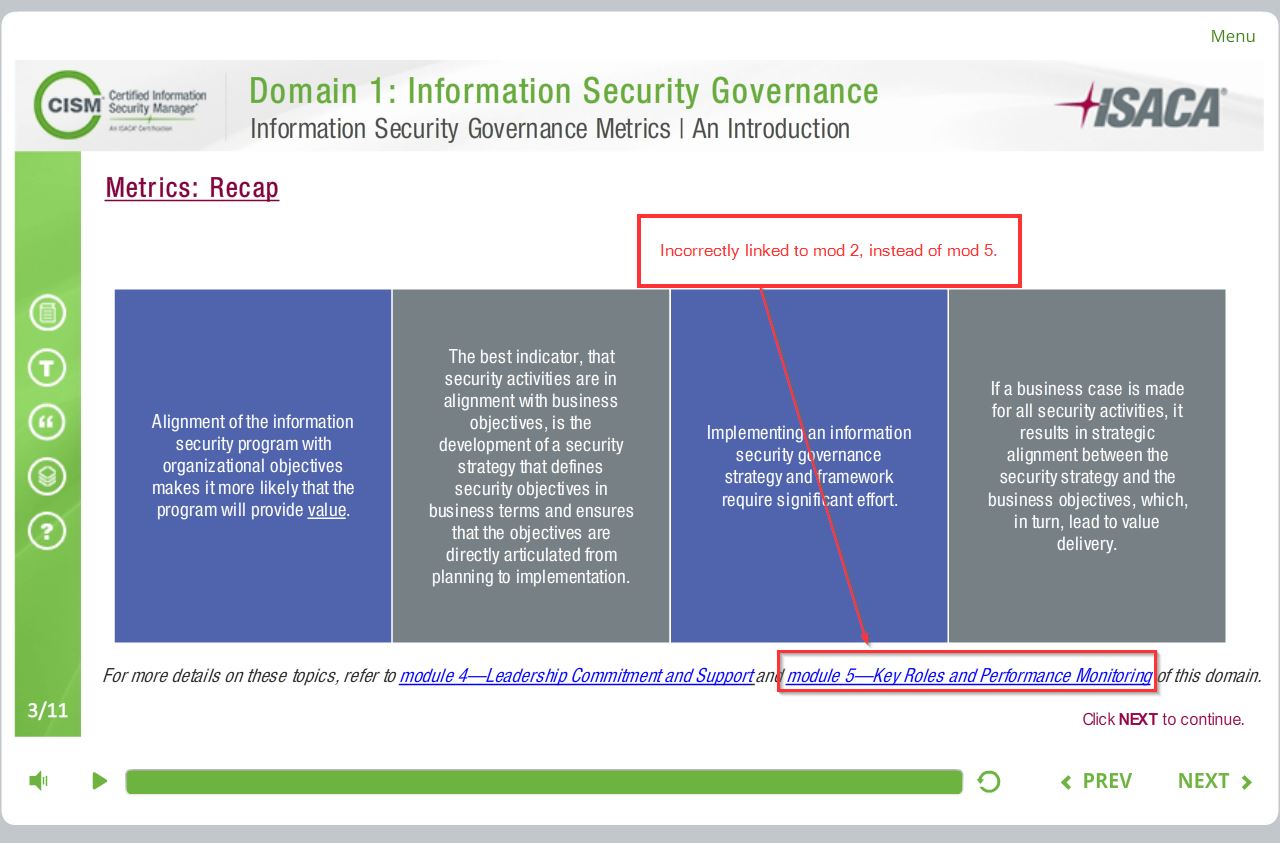 Menu
CISM
Certified Information
Security Manager®
An ISACA® Certification
Domain 1: Information Security Governance
Information Security Governance Metrics | An Introduction
ISACA®
Metrics: Recap
Incorrectly linked to mod 2, instead of mod 5.
Alignment of the information
security program with
organizational objectives
makes it more likely that the
program will provide value.
The best indicator, that
security activities are in
alignment with business
objectives, is the
development of a security
strategy that defines
security objectives in
business terms and ensures
that the objectives are
directly articulated from
planning to implementation.
Implementing an information
security governance
strategy and framework
require significant effort.
If a business case is made
for all security activities, it
results in strategic
alignment between the
security strategy and the
business objectives, which,
in turn, lead to value
delivery.
For more details on these topics, refer to module 4—Leadership Commitment and Support and module 5—Key Roles and Performance Monitoring of this domain.
3/11
Click NEXT to continue.
PREV
NEXT